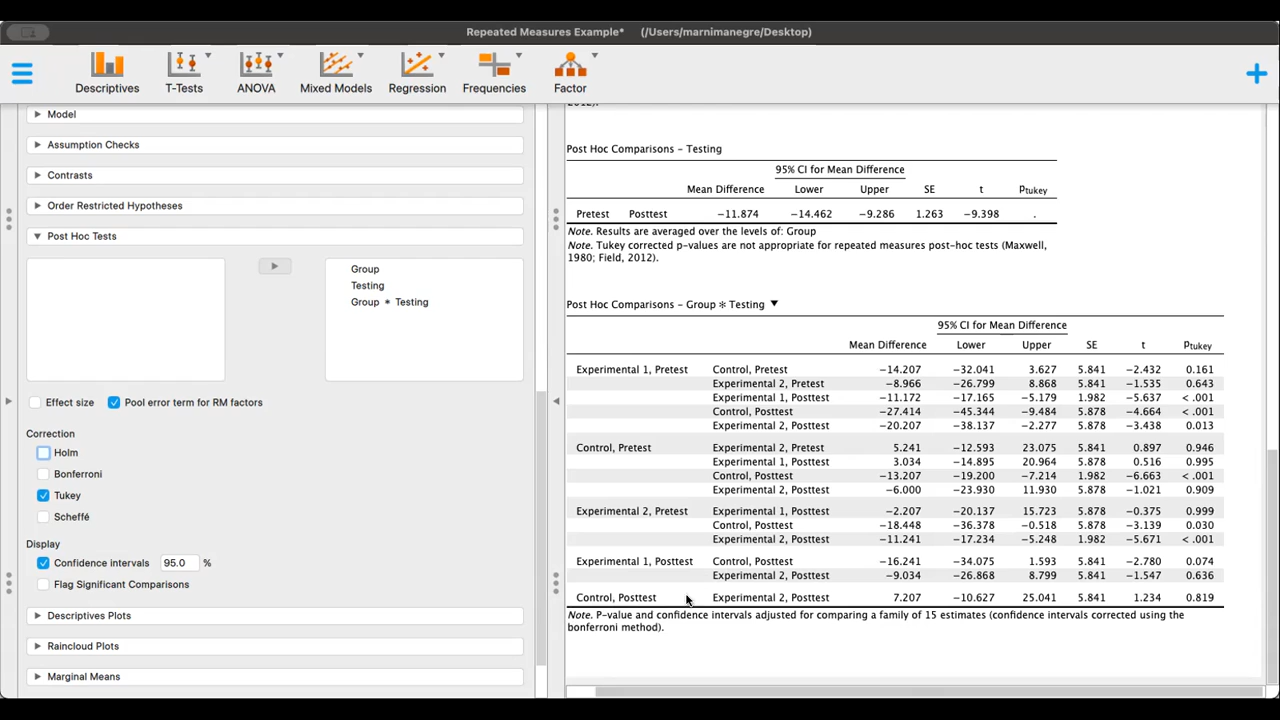 Repeated Measures Example* (/Users/marnimanegre/Desktop)
Descriptives T-Tests ANOVA Mixed Models Regression Frequencies Factor
Model
Assumption Checks
Contrasts
Order Restricted Hypotheses
Post Hoc Tests
Group
Testing
Group * Testing
Effect size Pool error term for RM factors
Correction
Holm
Bonferroni
Tukey
Scheffé
Display
Confidence intervals 95.0 %
Flag Significant Comparisons
Descriptives Plots
Raincloud Plots
Marginal Means
2012).
Post Hoc Comparisons – Testing
95% CI for Mean Difference
Mean Difference Lower Upper SE t ptukey
Pretest Posttest −11.874 −14.462 −9.286 1.263 −9.398 .
Note. Results are averaged over the levels of: Group
Note. Tukey corrected p-values are not appropriate for repeated measures post-hoc tests (Maxwell,
1980; Field, 2012).
Post Hoc Comparisons – Group ✻ Testing ▼
95% CI for Mean Difference
Mean Difference Lower Upper SE t ptukey
Experimental 1, Pretest Control, Pretest −14.207 −32.041 3.627 5.841 −2.432 0.161
Experimental 2, Pretest −8.966 −26.799 8.868 5.841 −1.535 0.643
Experimental 1, Posttest −11.172 −17.165 −5.179 1.982 −5.637 < .001
Control, Posttest −27.414 −45.344 −9.484 5.878 −4.664 < .001
Experimental 2, Posttest −20.207 −38.137 −2.277 5.878 −3.438 0.013
Control, Pretest Experimental 2, Pretest 5.241 −12.593 23.075 5.841 0.897 0.946
Experimental 1, Posttest 3.034 −14.895 20.964 5.878 0.516 0.995
Control, Posttest −13.207 −19.200 −7.214 1.982 −6.663 < .001
Experimental 2, Posttest −6.000 −23.930 11.930 5.878 −1.021 0.909
Experimental 2, Pretest Experimental 1, Posttest −2.207 −20.137 15.723 5.878 −0.375 0.999
Control, Posttest −18.448 −36.378 −0.518 5.878 −3.139 0.030
Experimental 2, Posttest −11.241 −17.234 −5.248 1.982 −5.671 < .001
Experimental 1, Posttest Control, Posttest −16.241 −34.075 1.593 5.841 −2.780 0.074
Experimental 2, Posttest −9.034 −26.868 8.799 5.841 −1.547 0.636
Control, Posttest Experimental 2, Posttest 7.207 −10.627 25.041 5.841 1.234 0.819
Note. P-value and confidence intervals adjusted for comparing a family of 15 estimates (confidence intervals corrected using the
bonferroni method).